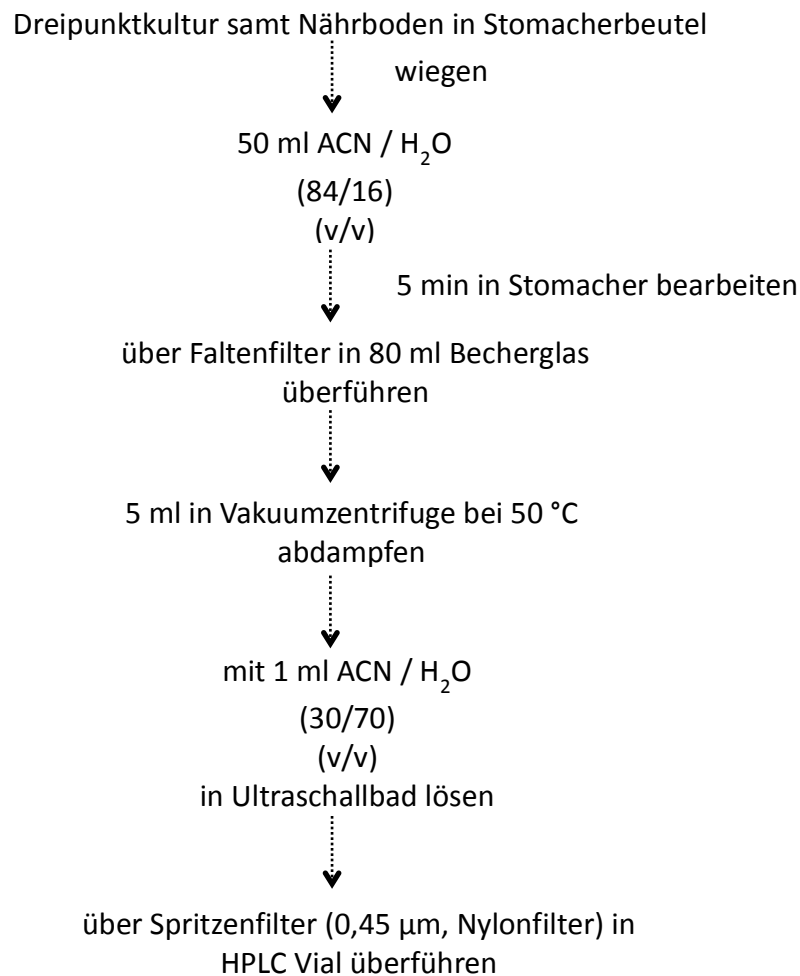 Dreipunktkultur samt Nährboden in Stomacherbeutel
wiegen
50 ml ACN / H₂O
(84/16)
(v/v)
5 min in Stomacher bearbeiten
über Faltenfilter in 80 ml Becherglas
überführen
5 ml in Vakuumzentrifuge bei 50 °C
abdampfen
mit 1 ml ACN / H₂O
(30/70)
(v/v)
in Ultraschallbad lösen
über Spritzenfilter (0,45 µm, Nylonfilter) in
HPLC Vial überführen